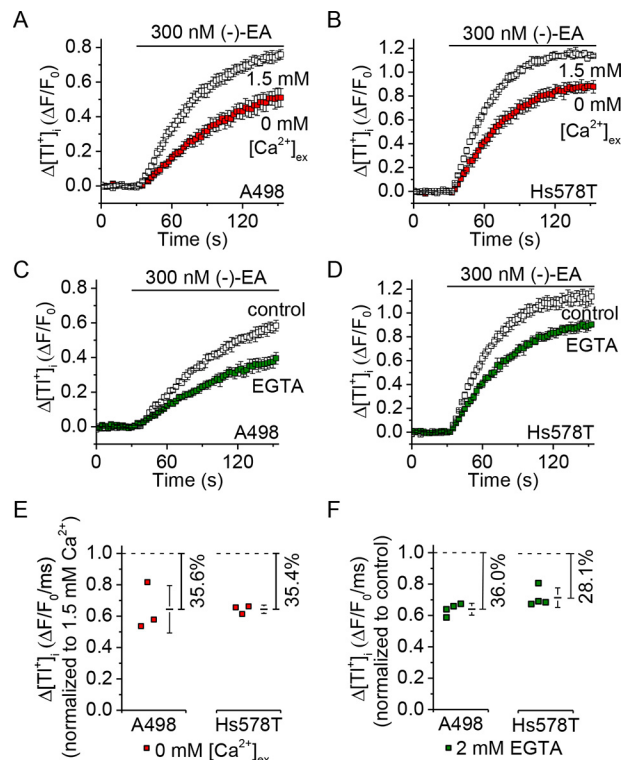 A
300 nM (-)-EA
Δ[Tl⁺]ᵢ (ΔF/F₀)
0.8
0.6
0.4
0.2
0.0
1.5 mM
0 mM
[Ca²⁺]ₑₓ
A498
60
120
Time (s)
B
300 nM (-)-EA
Δ[Tl⁺]ᵢ (ΔF/F₀)
1.2
1.0
0.8
0.6
0.4
0.2
0.0
1.5 mM
0 mM
[Ca²⁺]ₑₓ
Hs578T
0
60
120
Time (s)
C
300 nM (-)-EA
Δ[Tl⁺]ᵢ (ΔF/F₀)
0.8
0.6
0.4
0.2
0.0
control
EGTA
A498
0
60
120
Time (s)
D
300 nM (-)-EA
Δ[Tl⁺]ᵢ (ΔF/F₀)
1.2
1.0
0.8
0.6
0.4
0.2
0.0
control
EGTA
Hs578T
0
60
120
Time (s)
E
Δ[Tl⁺]ᵢ (ΔF/F₀/ms)
(normalized to 1.5 mM Ca²⁺)
1.0
0.8
0.6
0.4
0.2
0.0
35.6%
35.4%
A498
Hs578T
0 mM [Ca²⁺]ₑₓ
F
Δ[Tl⁺]ᵢ (ΔF/F₀/ms)
(normalized to control)
1.0
0.8
0.6
0.4
0.2
0.0
36.0%
28.1%
A498
Hs578T
2 mM EGTA